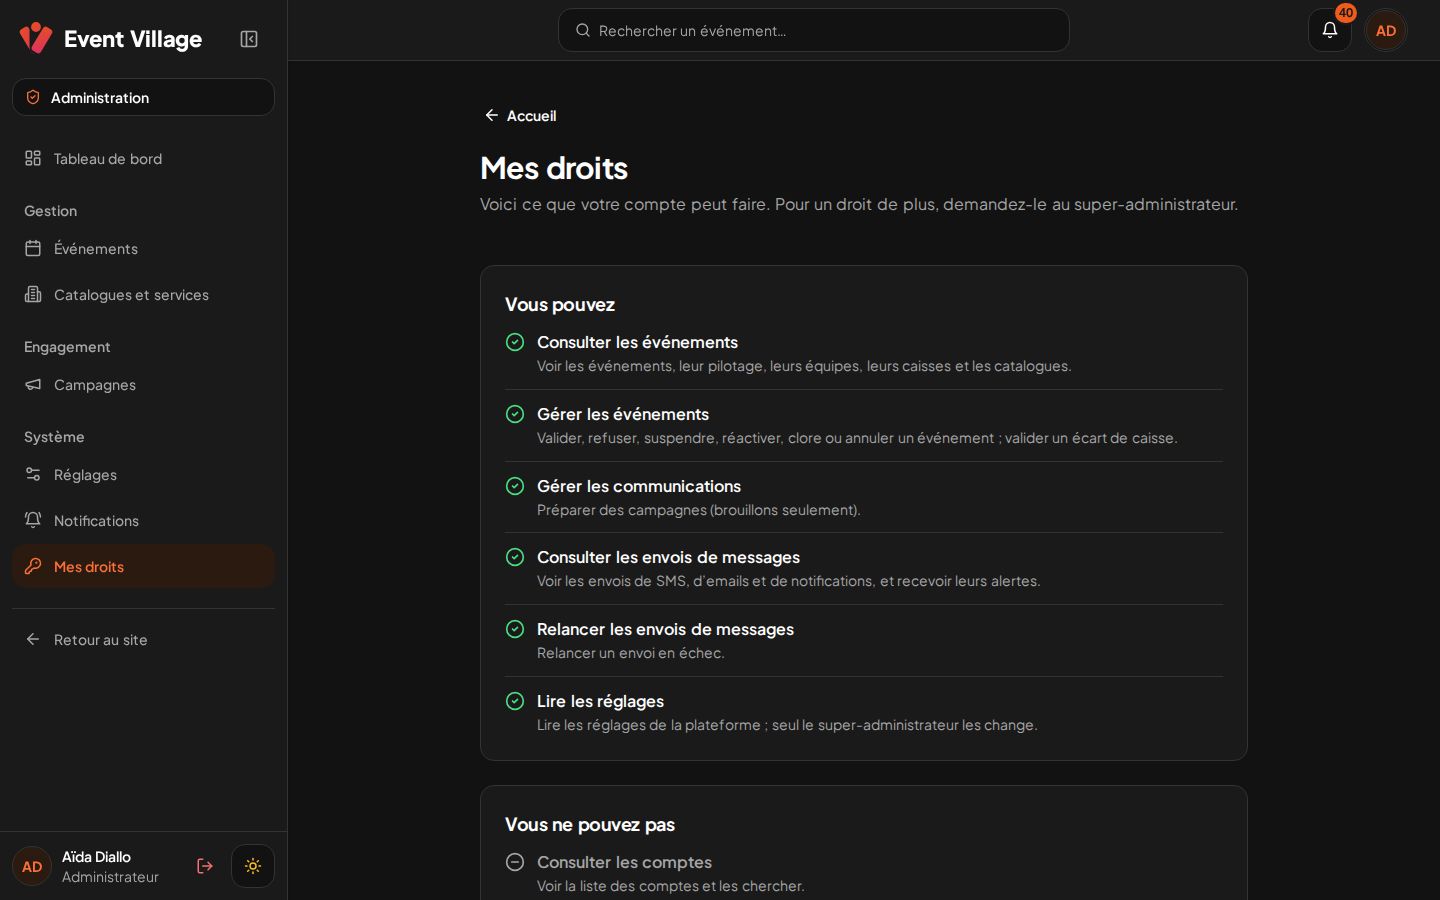 Event Village
Administration
Tableau de bord
Gestion
Événements
Catalogues et services
Engagement
Campagnes
Système
Réglages
Notifications
Mes droits
Retour au site
AD
Aïda Diallo
Administrateur
Rechercher un événement...
40
AD
Accueil
Mes droits
Voici ce que votre compte peut faire. Pour un droit de plus, demandez-le au super-administrateur.
Vous pouvez
Consulter les événements
Voir les événements, leur pilotage, leurs équipes, leurs caisses et les catalogues.
Gérer les événements
Valider, refuser, suspendre, réactiver, clore ou annuler un événement ; valider un écart de caisse.
Gérer les communications
Préparer des campagnes (brouillons seulement).
Consulter les envois de messages
Voir les envois de SMS, d’emails et de notifications, et recevoir leurs alertes.
Relancer les envois de messages
Relancer un envoi en échec.
Lire les réglages
Lire les réglages de la plateforme ; seul le super-administrateur les change.
Vous ne pouvez pas
Consulter les comptes
Voir la liste des comptes et les chercher.